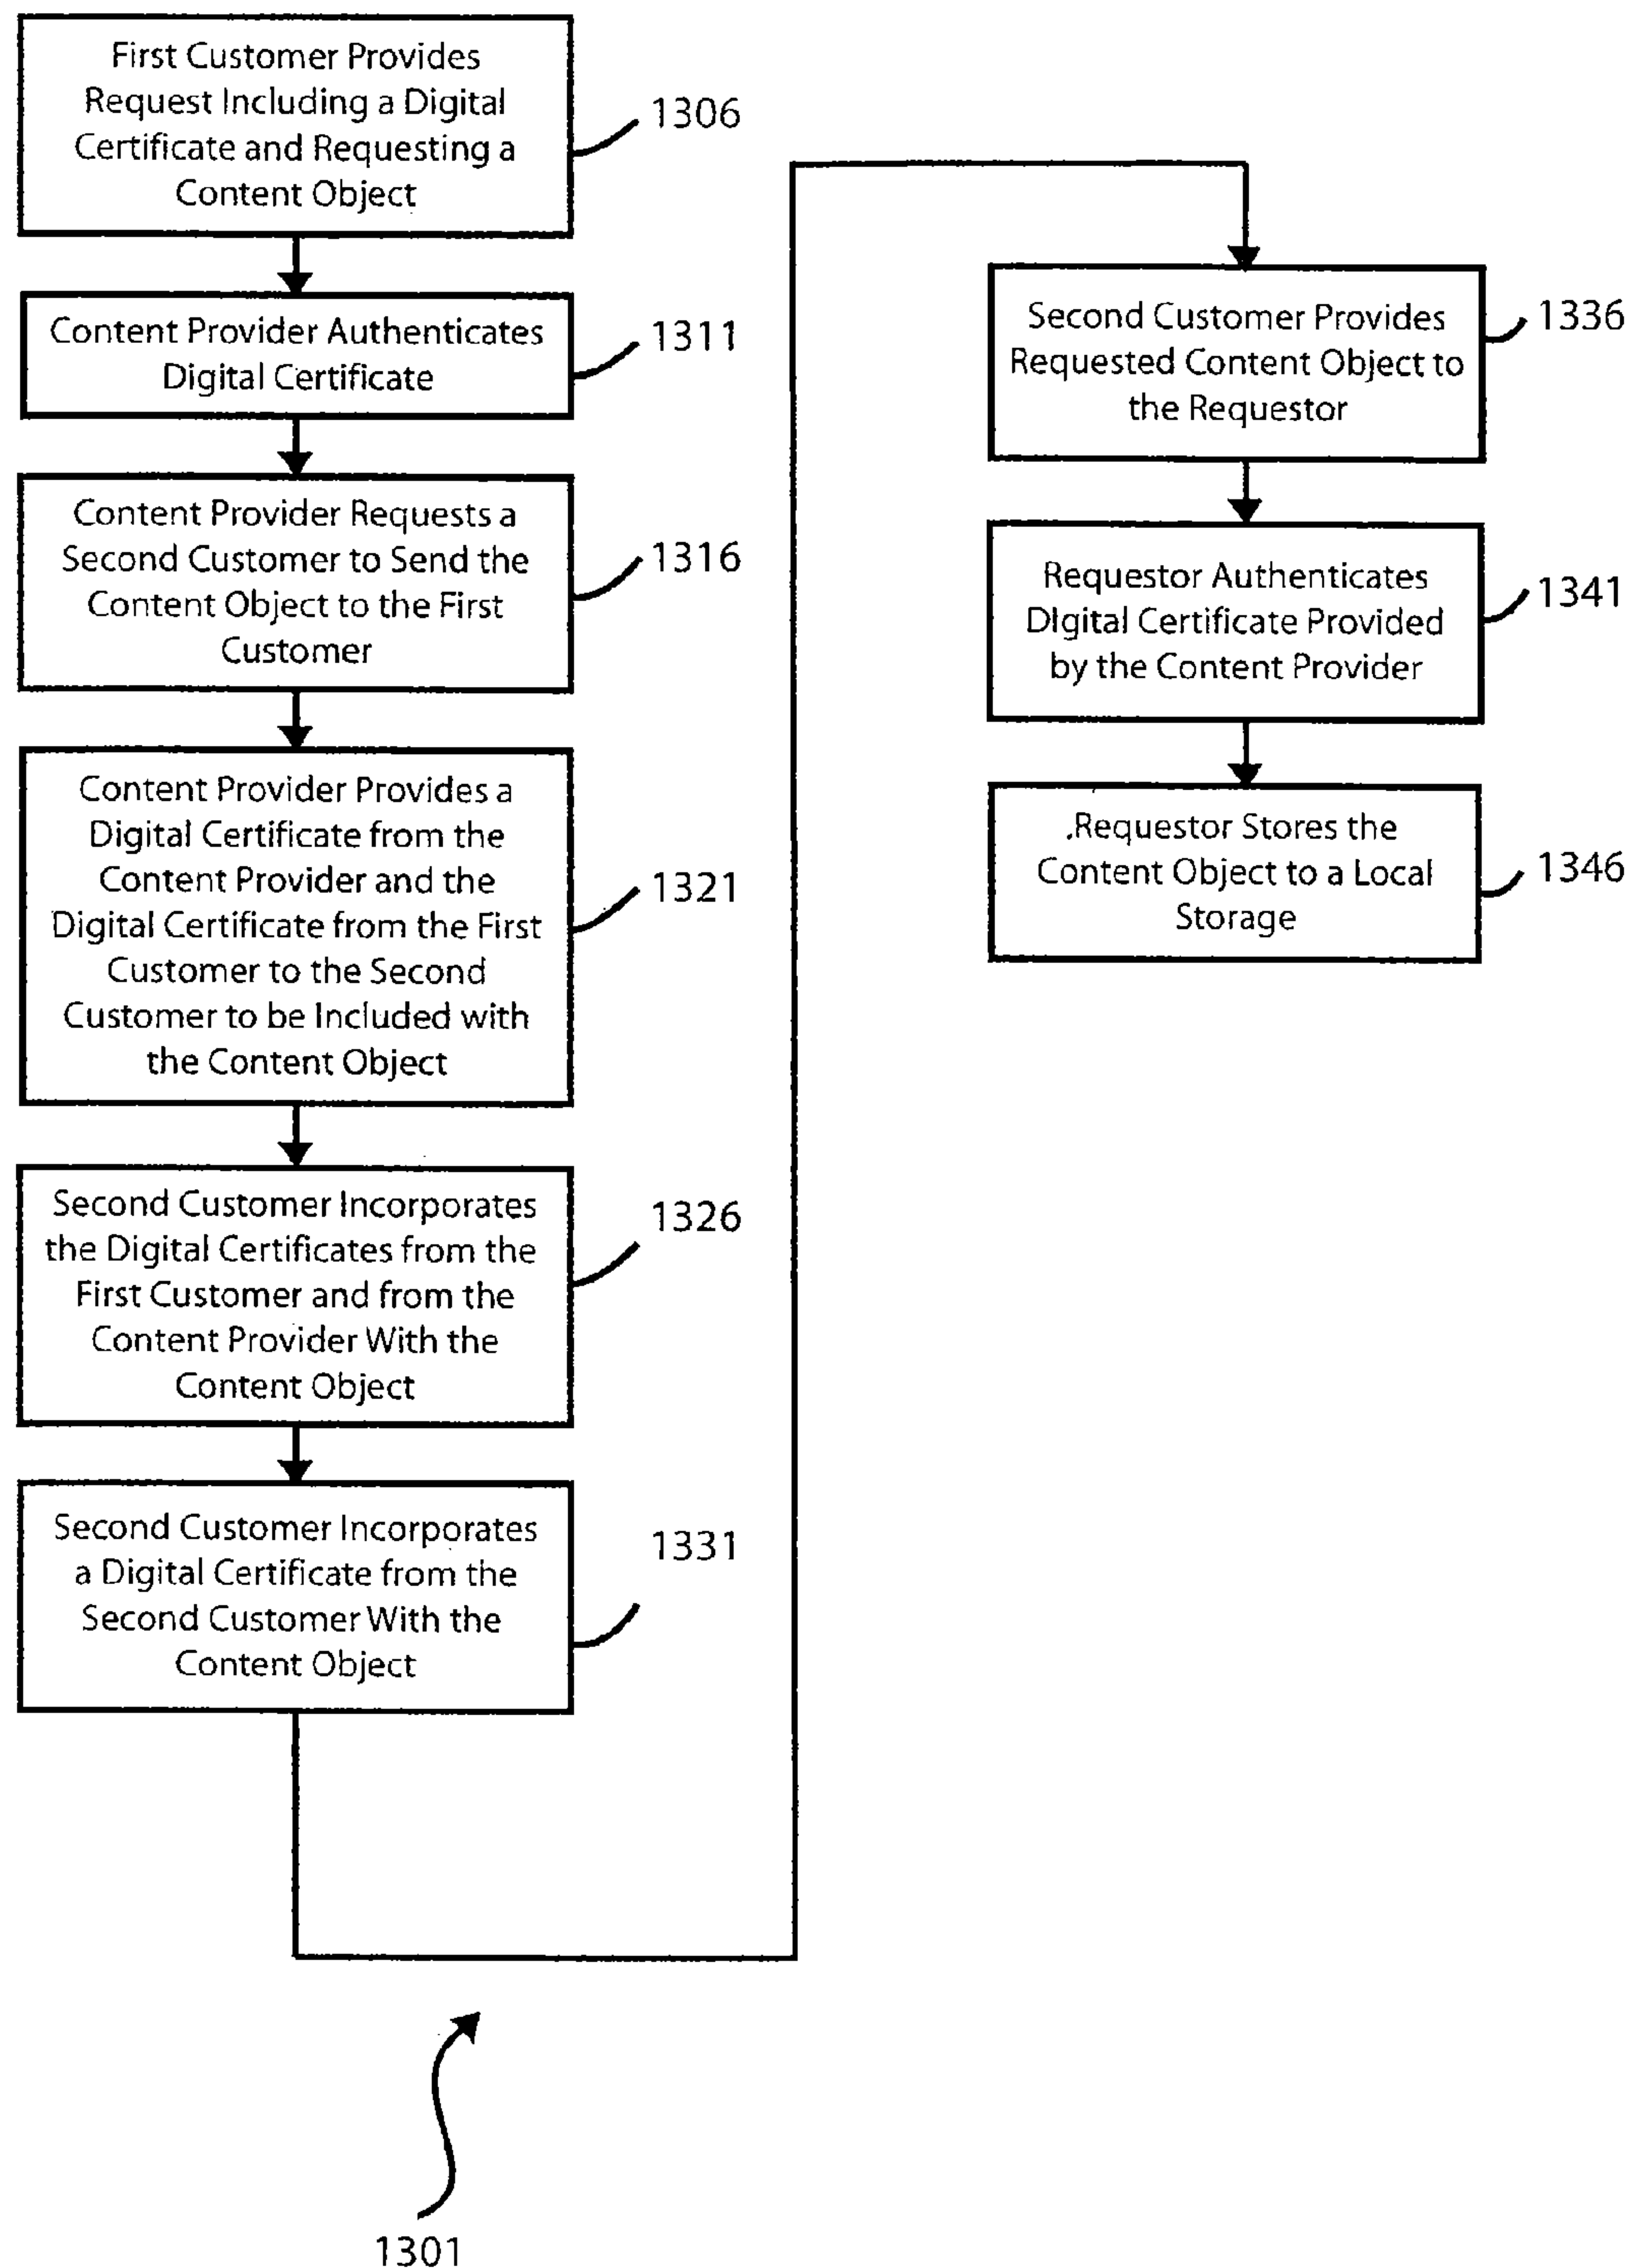 First Customer Provides
Request Including a Digital
Certificate and Requesting a
Content Object
1306
Content Provider Authenticates
Digital Certificate
1311
Content Provider Requests a
Second Customer to Send the
Content Object to the First
Customer
1316
Content Provider Provides a
Digital Certificate from the
Content Provider and the
Digital Certificate from the First
Customer to the Second
Customer to be Included with
the Content Object
1321
Second Customer Incorporates
the Digital Certificates from the
First Customer and from the
Content Provider With the
Content Object
1326
Second Customer Incorporates
a Digital Certificate from the
Second Customer With the
Content Object
1331
Second Customer Provides
Requested Content Object to
the Requestor
1336
Requestor Authenticates
DIgital Certificate Provided
by the Content Provider
1341
.Requestor Stores the
Content Object to a Local
Storage
1346
1301